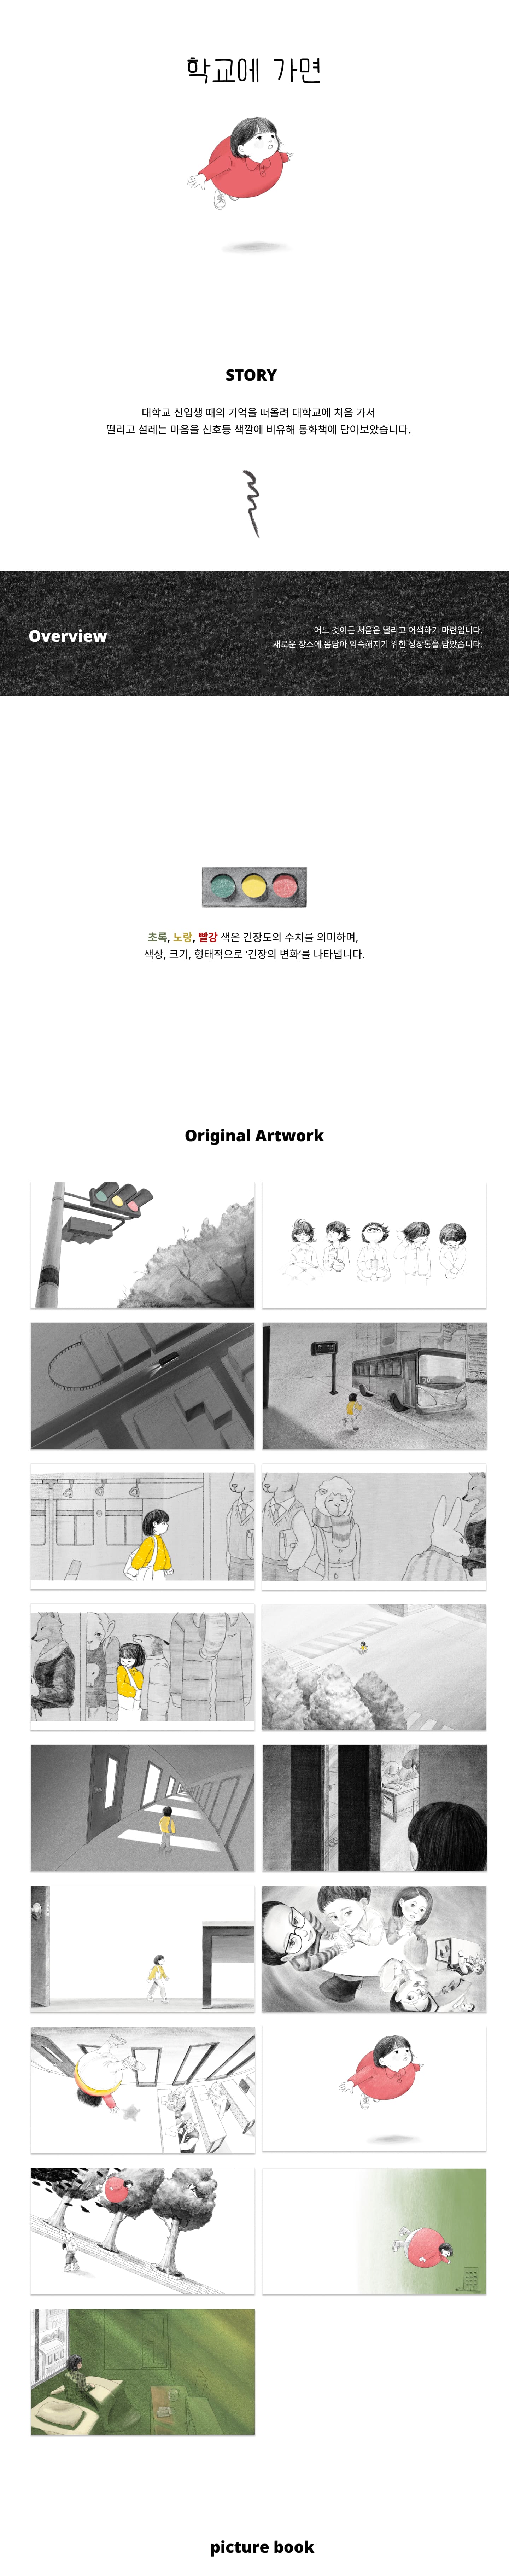 학교에 가면
STORY
대학교 신입생 때의 기억을 떠올려 대학교에 처음 가서
떨리고 설레는 마음을 신호등 색깔에 비유해 동화책에 담아보았습니다.
Overview
어느 것이든 처음은 떨리고 어색하기 마련입니다.
새로운 장소에 몸담아 익숙해지기 위한 성장통을 담았습니다.
초록, 노랑, 빨강 색은 긴장도의 수치를 의미하며,
색상, 크기, 형태적으로 '긴장의 변화'를 나타냅니다.
Original Artwork
picture book